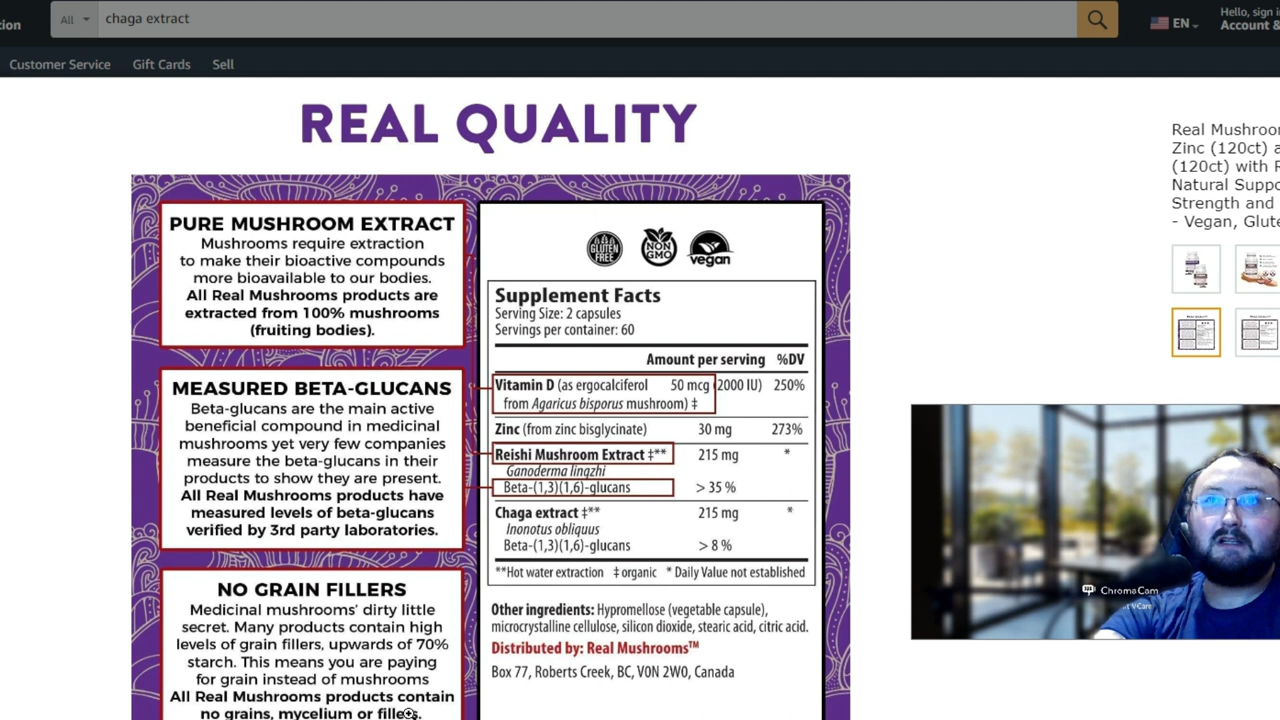 tion
All
chaga extract
EN
Hello, sign i
Account &
Customer Service
Gift Cards
Sell
REAL QUALITY
PURE MUSHROOM EXTRACT
Mushrooms require extraction
to make their bioactive compounds
more bioavailable to our bodies.
All Real Mushrooms products are
extracted from 100% mushrooms
(fruiting bodies).
MEASURED BETA-GLUCANS
Beta-glucans are the main active
beneficial compound in medicinal
mushrooms yet very few companies
measure the beta-glucans in their
products to show they are present.
All Real Mushrooms products have
measured levels of beta-glucans
verified by 3rd party laboratories.
NO GRAIN FILLERS
Medicinal mushrooms' dirty little
secret. Many products contain high
levels of grain fillers, upwards of 70%
starch. This means you are paying
for grain instead of mushrooms
All Real Mushrooms products contain
no grains, mycelium or fillers.
GLUTEN FREE
NON GMO
vegan
Supplement Facts
Serving Size: 2 capsules
Servings per container: 60
Amount per serving %DV
Vitamin D (as ergocalciferol 50 mcg (2000 IU) 250%
from Agaricus bisporus mushroom) ‡
Zinc (from zinc bisglycinate) 30 mg 273%
Reishi Mushroom Extract ‡** 215 mg *
Ganoderma lingzhi
Beta-(1,3)(1,6)-glucans > 35 %
Chaga extract ‡** 215 mg *
Inonotus obliquus
Beta-(1,3)(1,6)-glucans > 8 %
**Hot water extraction ‡ organic * Daily Value not established
Other ingredients: Hypromellose (vegetable capsule),
microcrystalline cellulose, silicon dioxide, stearic acid, citric acid.
Distributed by: Real Mushrooms™
Box 77, Roberts Creek, BC, V0N 2W0, Canada
Real Mushroo
Zinc (120ct) a
(120ct) with R
Natural Suppo
Strength and
- Vegan, Glute
ChromaCam